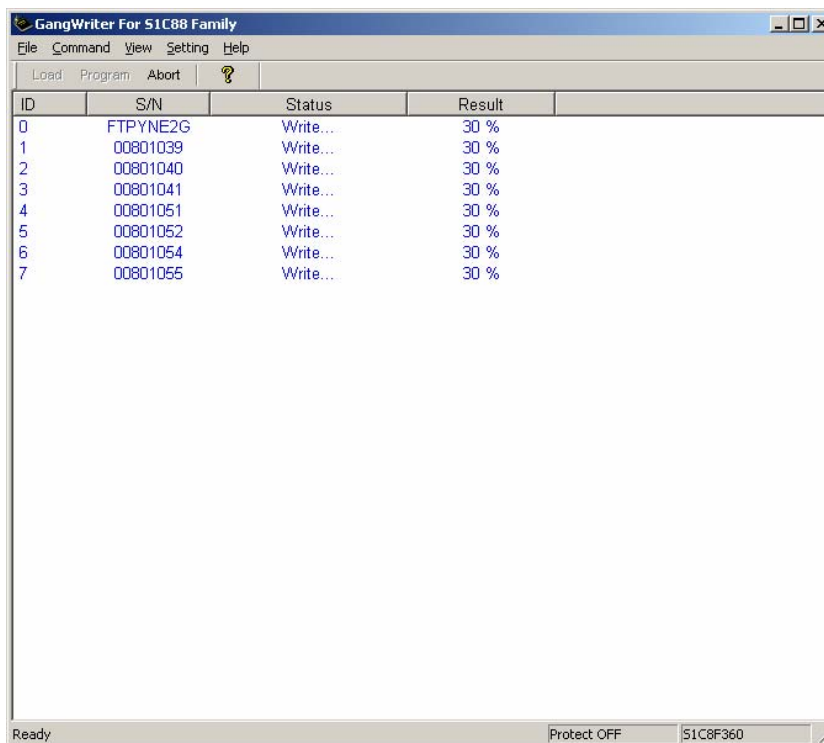 GangWriter For S1C88 Family
File Command View Setting Help
Load Program Abort
ID S/N Status Result
0 FTPYNE2G Write... 30 %
1 00801039 Write... 30 %
2 00801040 Write... 30 %
3 00801041 Write... 30 %
4 00801051 Write... 30 %
5 00801052 Write... 30 %
6 00801054 Write... 30 %
7 00801055 Write... 30 %
Ready Protect OFF S1C8F360